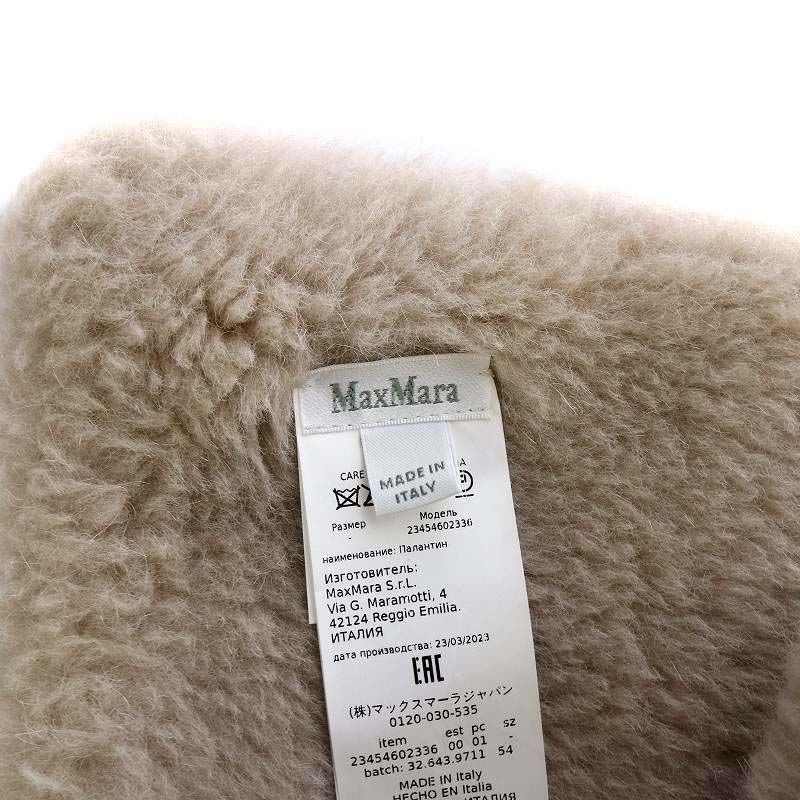 MaxMara
MADE IN
ITALY
CARE
Размер
-
Модель
23454602336
наименование: Палантин
Изготовитель:
MaxMara S.r.L.
Via G. Maramotti, 4
42124 Reggio Emilia.
ИТАЛИЯ
дата производства: 23/03/2023
EAC
(株)マックスマーラジャパン
0120-030-535
item est pc sz
23454602336 00 01 -
batch: 32.643.9711 54
MADE IN Italy
HECHO EN Italia
ИТАЛИЯ